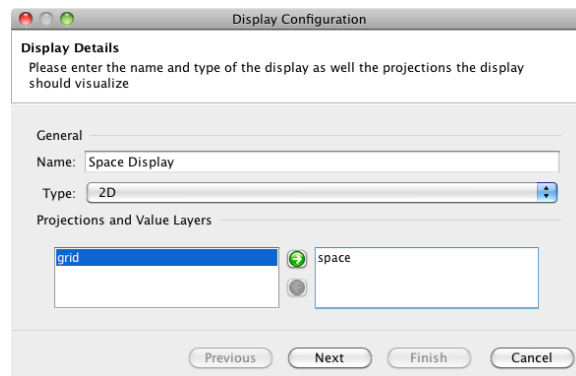 Display Configuration
Display Details
Please enter the name and type of the display as well the projections the display
should visualize
General
Name: Space Display
Type: 2D
Projections and Value Layers
grid
space
Previous Next Finish Cancel